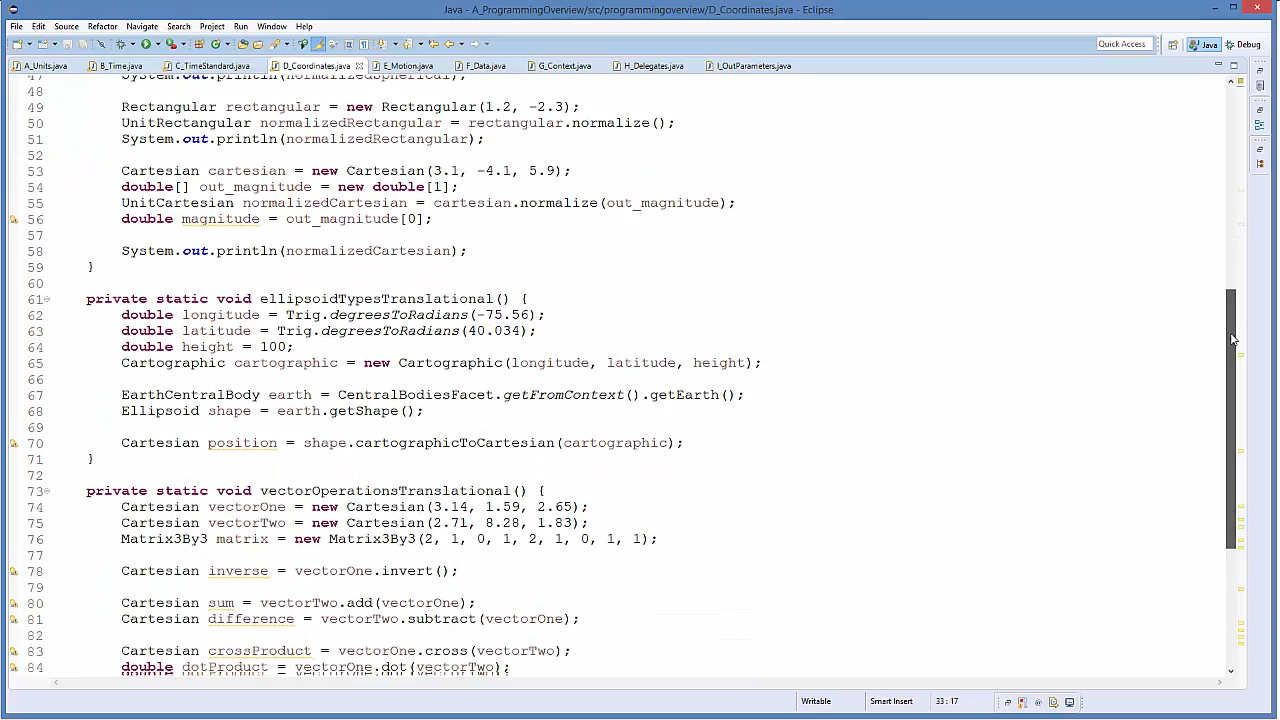 Java - A_ProgrammingOverview/src/programmingoverview/D_Coordinates.java - Eclipse
File Edit Source Refactor Navigate Search Project Run Window Help
Quick Access Java Debug
A_Units.java B_Time.java C_TimeStandard.java D_Coordinates.java E_Motion.java F_Data.java G_Context.java H_Delegates.java I_OutParameters.java
47 System.out.println(normalizedSpherical);
48
49 Rectangular rectangular = new Rectangular(1.2, -2.3);
50 UnitRectangular normalizedRectangular = rectangular.normalize();
51 System.out.println(normalizedRectangular);
52
53 Cartesian cartesian = new Cartesian(3.1, -4.1, 5.9);
54 double[] out_magnitude = new double[1];
55 UnitCartesian normalizedCartesian = cartesian.normalize(out_magnitude);
56 double magnitude = out_magnitude[0];
57
58 System.out.println(normalizedCartesian);
59 }
60
61 private static void ellipsoidTypesTranslational() {
62 double longitude = Trig.degreesToRadians(-75.56);
63 double latitude = Trig.degreesToRadians(40.034);
64 double height = 100;
65 Cartographic cartographic = new Cartographic(longitude, latitude, height);
66
67 EarthCentralBody earth = CentralBodiesFacet.getFromContext().getEarth();
68 Ellipsoid shape = earth.getShape();
69
70 Cartesian position = shape.cartographicToCartesian(cartographic);
71 }
72
73 private static void vectorOperationsTranslational() {
74 Cartesian vectorOne = new Cartesian(3.14, 1.59, 2.65);
75 Cartesian vectorTwo = new Cartesian(2.71, 8.28, 1.83);
76 Matrix3By3 matrix = new Matrix3By3(2, 1, 0, 1, 2, 1, 0, 1, 1);
77
78 Cartesian inverse = vectorOne.invert();
79
80 Cartesian sum = vectorTwo.add(vectorOne);
81 Cartesian difference = vectorTwo.subtract(vectorOne);
82
83 Cartesian crossProduct = vectorOne.cross(vectorTwo);
84 double dotProduct = vectorOne.dot(vectorTwo);
Writable Smart Insert 33 : 17